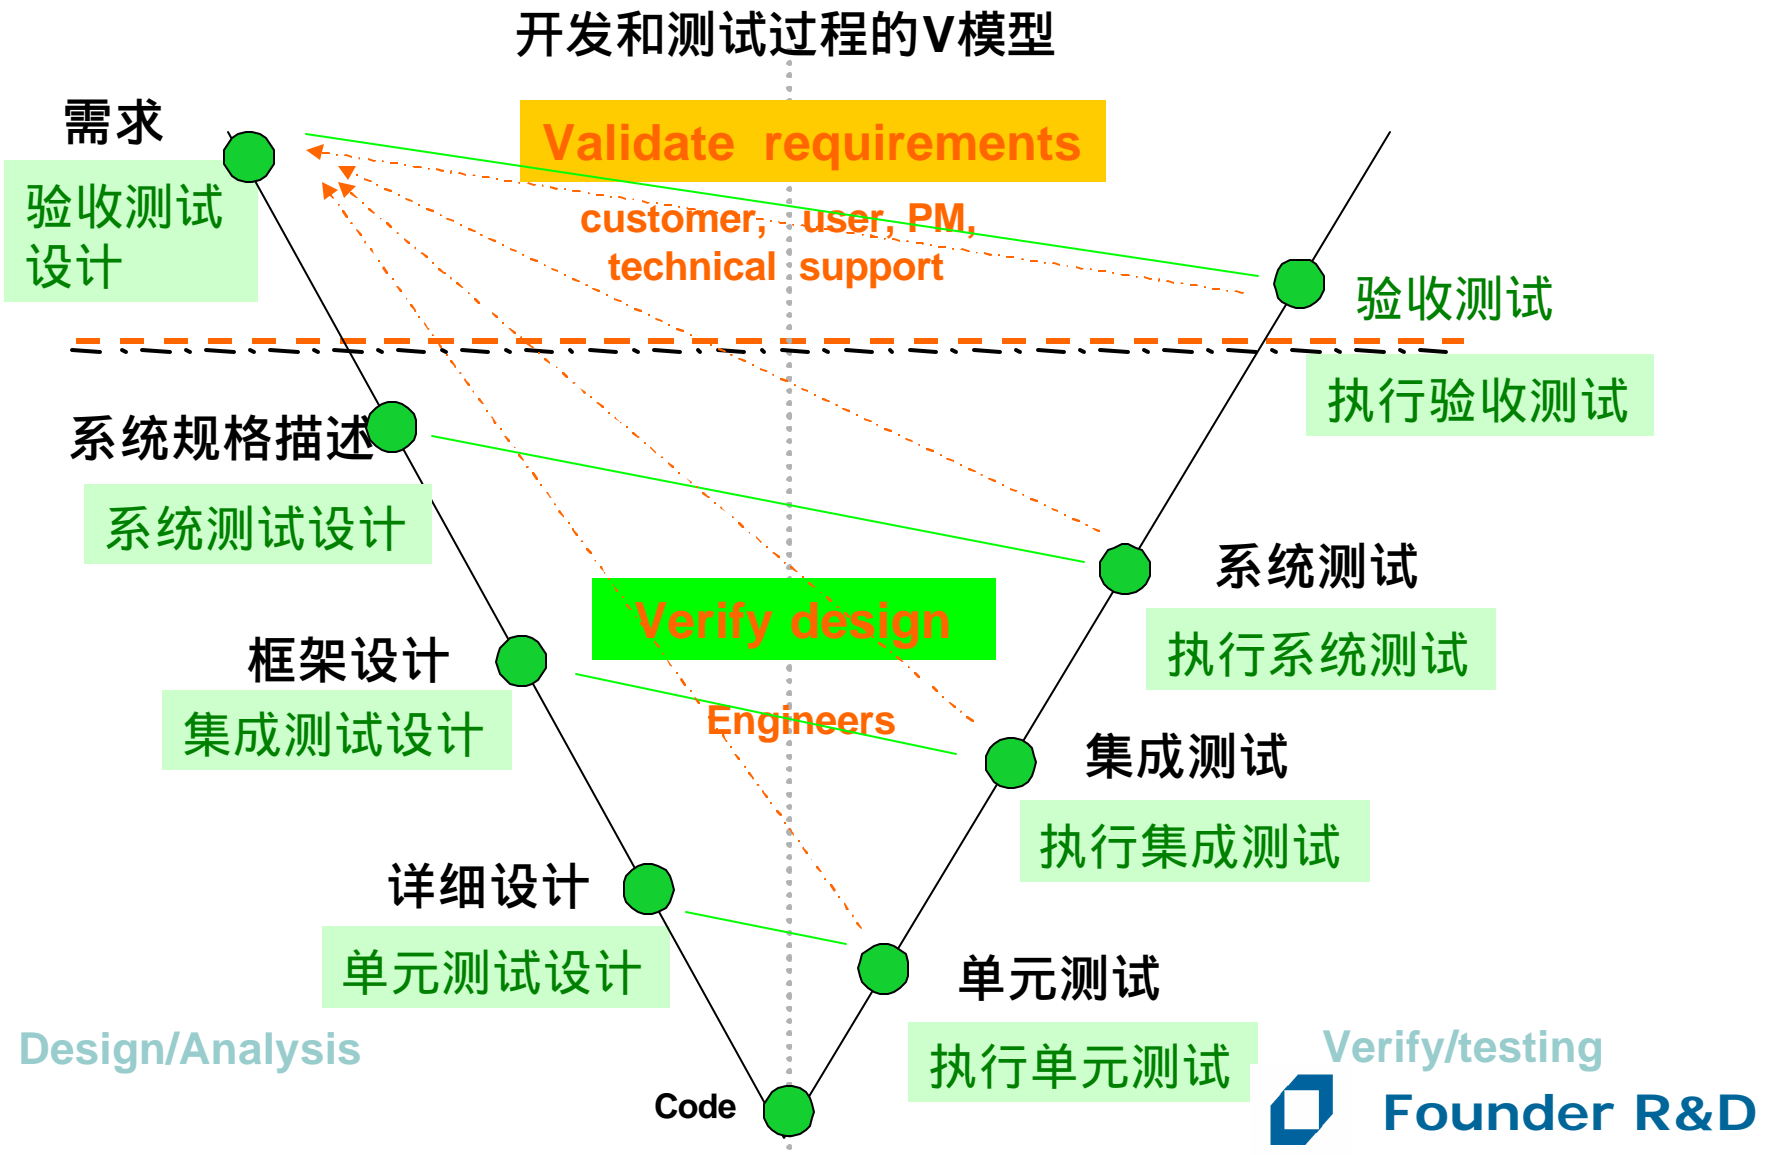 开发和测试过程的V模型
需求
Validate requirements
验收测试
设计
customer, user, PM,
technical support
验收测试
执行验收测试
系统规格描述
系统测试设计
系统测试
Verify design
执行系统测试
框架设计
集成测试设计
Engineers
集成测试
执行集成测试
详细设计
单元测试设计
单元测试
Design/Analysis
Verify/testing
执行单元测试
Code
Founder R&D